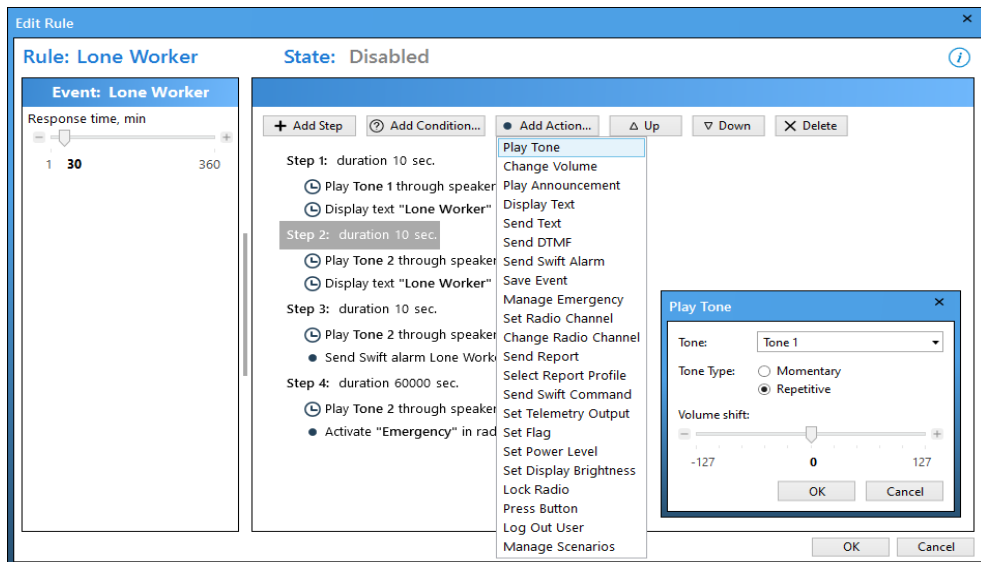 Edit Rule
Rule: Lone Worker
State: Disabled
Event: Lone Worker
Response time, min
1 30 360
Add Step
Add Condition...
Add Action...
Up
Down
Delete
Step 1: duration 10 sec.
Play Tone 1 through speaker
Display text "Lone Worker"
Step 2: duration 10 sec.
Play Tone 2 through speaker
Display text "Lone Worker"
Step 3: duration 10 sec.
Play Tone 2 through speaker
Send Swift alarm Lone Work
Step 4: duration 60000 sec.
Play Tone 2 through speaker
Activate "Emergency" in rad
Play Tone
Change Volume
Play Announcement
Display Text
Send Text
Send DTMF
Send Swift Alarm
Save Event
Manage Emergency
Set Radio Channel
Change Radio Channel
Send Report
Select Report Profile
Send Swift Command
Set Telemetry Output
Set Flag
Set Power Level
Set Display Brightness
Lock Radio
Press Button
Log Out User
Manage Scenarios
Play Tone
Tone: Tone 1
Tone Type: Momentary
Repetitive
Volume shift:
-127 0 127
OK Cancel
OK Cancel